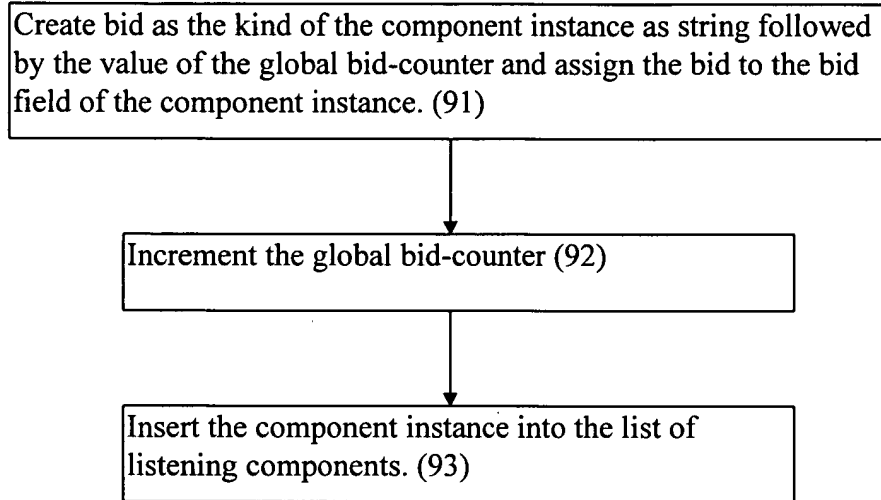 Create bid as the kind of the component instance as string followed
by the value of the global bid-counter and assign the bid to the bid
field of the component instance. (91)
Increment the global bid-counter (92)
Insert the component instance into the list of
listening components. (93)